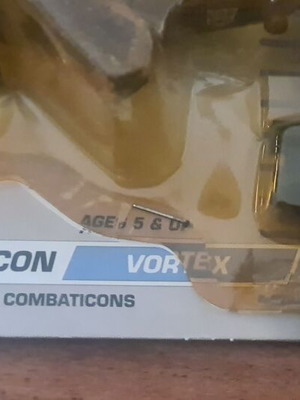 AGE: 5 & UP
CON VORTEX
COMBATICONS